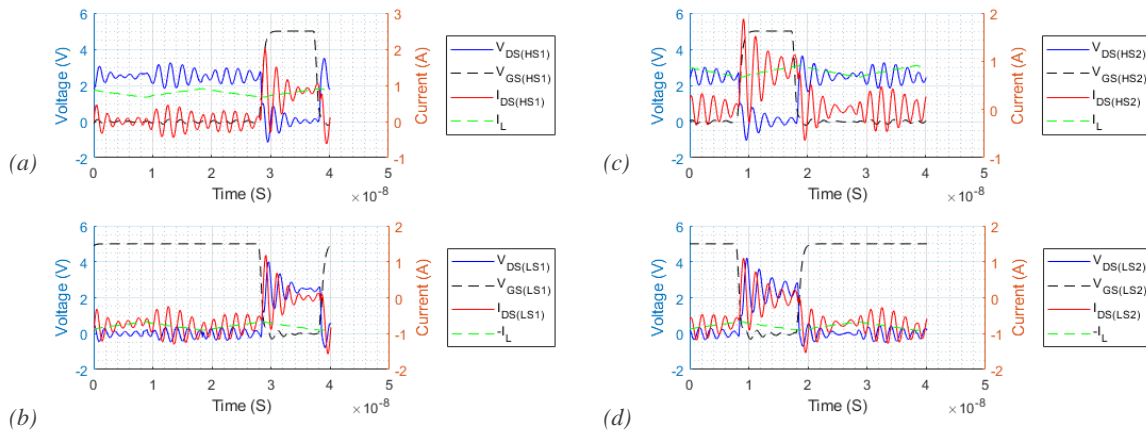 (a)
Voltage (V)
6
4
2
0
-2
3
2
1
0
-1
Current (A)
0 1 2 3 4 5
Time (S)
×10^-8
V_DS(HS1)
V_GS(HS1)
I_DS(HS1)
I_L
(c)
Voltage (V)
6
4
2
0
-2
2
1
0
-1
Current (A)
0 1 2 3 4 5
Time (S)
×10^-8
V_DS(HS2)
V_GS(HS2)
I_DS(HS2)
I_L
(b)
Voltage (V)
6
4
2
0
-2
2
1
0
-1
-2
Current (A)
0 1 2 3 4 5
Time (S)
×10^-8
V_DS(LS1)
V_GS(LS1)
I_DS(LS1)
-I_L
(d)
Voltage (V)
6
4
2
0
-2
2
1
0
-1
-2
Current (A)
0 1 2 3 4 5
Time (S)
×10^-8
V_DS(LS2)
V_GS(LS2)
I_DS(LS2)
-I_L